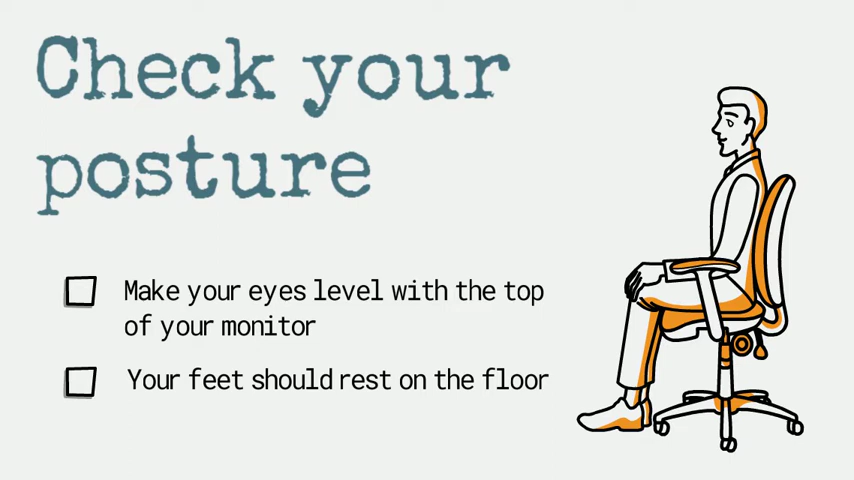 Check your
posture
Make your eyes level with the top
of your monitor
Your feet should rest on the floor